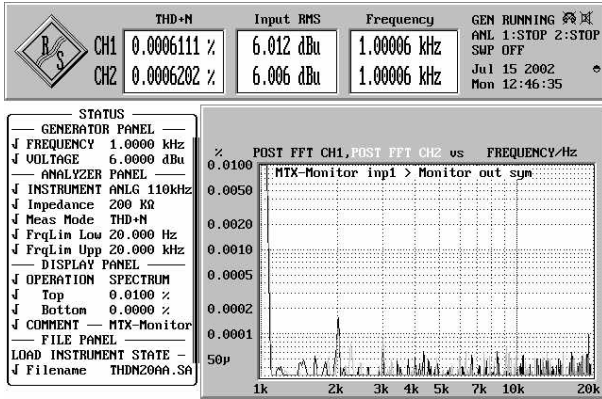 THD+N Input RMS Frequency
CH1 0.0006111 % 6.012 dBu 1.00006 kHz
CH2 0.0006202 % 6.006 dBu 1.00006 kHz
R S
GEN RUNNING
ANL 1:STOP 2:STOP
SWP OFF
Jul 15 2002
Mon 12:46:35
STATUS
GENERATOR PANEL
FREQUENCY 1.0000 kHz
VOLTAGE 6.0000 dBu
ANALYZER PANEL
INSTRUMENT ANLG 110kHz
Impedance 200 KΩ
Meas Mode THD+N
FrqLim Low 20.000 Hz
FrqLim Upp 20.000 kHz
DISPLAY PANEL
OPERATION SPECTRUM
Top 0.0100 %
Bottom 0.0000 %
COMMENT — MTX-Monitor
FILE PANEL
LOAD INSTRUMENT STATE -
Filename THDN20AA.SA
% POST FFT CH1,POST FFT CH2 vs FREQUENCY/Hz
MTX-Monitor inp1 > Monitor out sym
0.0100
0.0050
0.0020
0.0010
0.0005
0.0002
0.0001
50µ
1k 2k 3k 4k 5k 7k 10k 20k